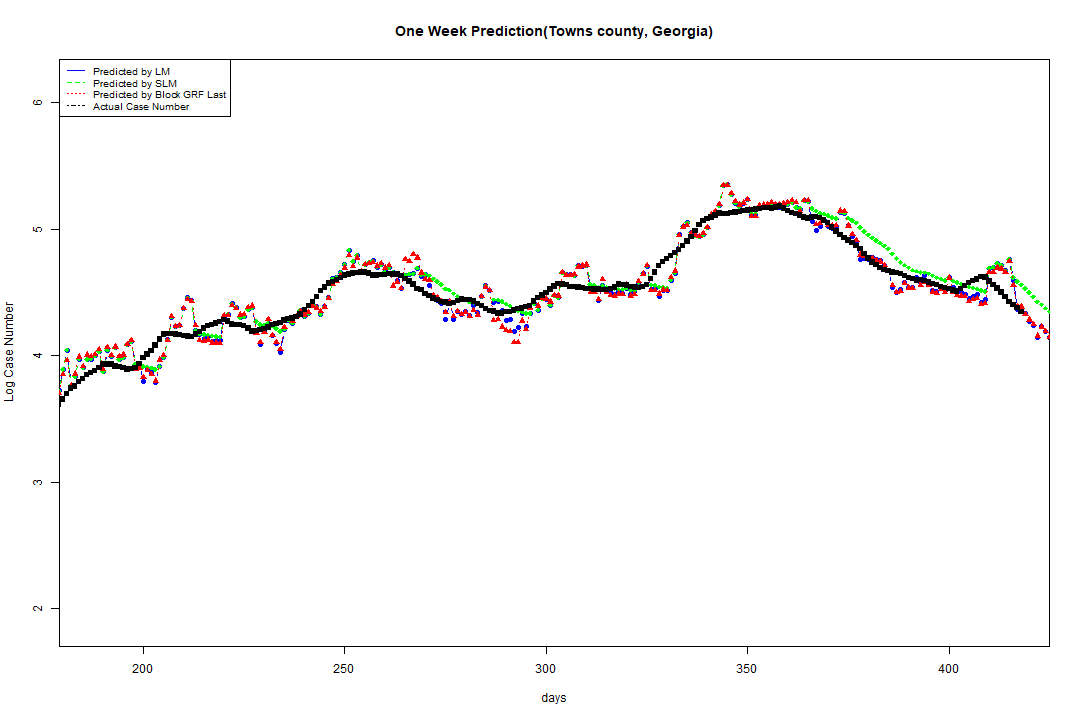 One Week Prediction(Towns county, Georgia)
Predicted by LM
Predicted by SLM
Predicted by Block GRF Last
Actual Case Number
6
5
4
3
2
Log Case Number
200 250 300 350 400
days